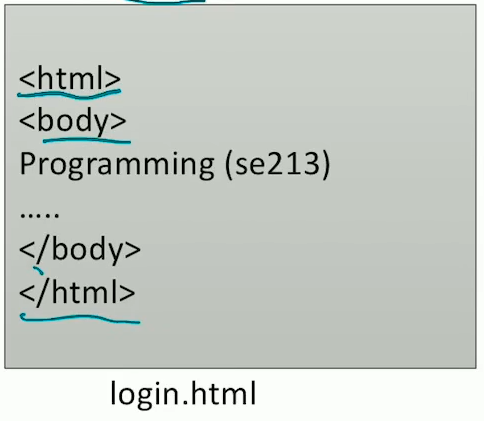 <html>
<body>
Programming (se213)
.....
</body>
</html>
login.html